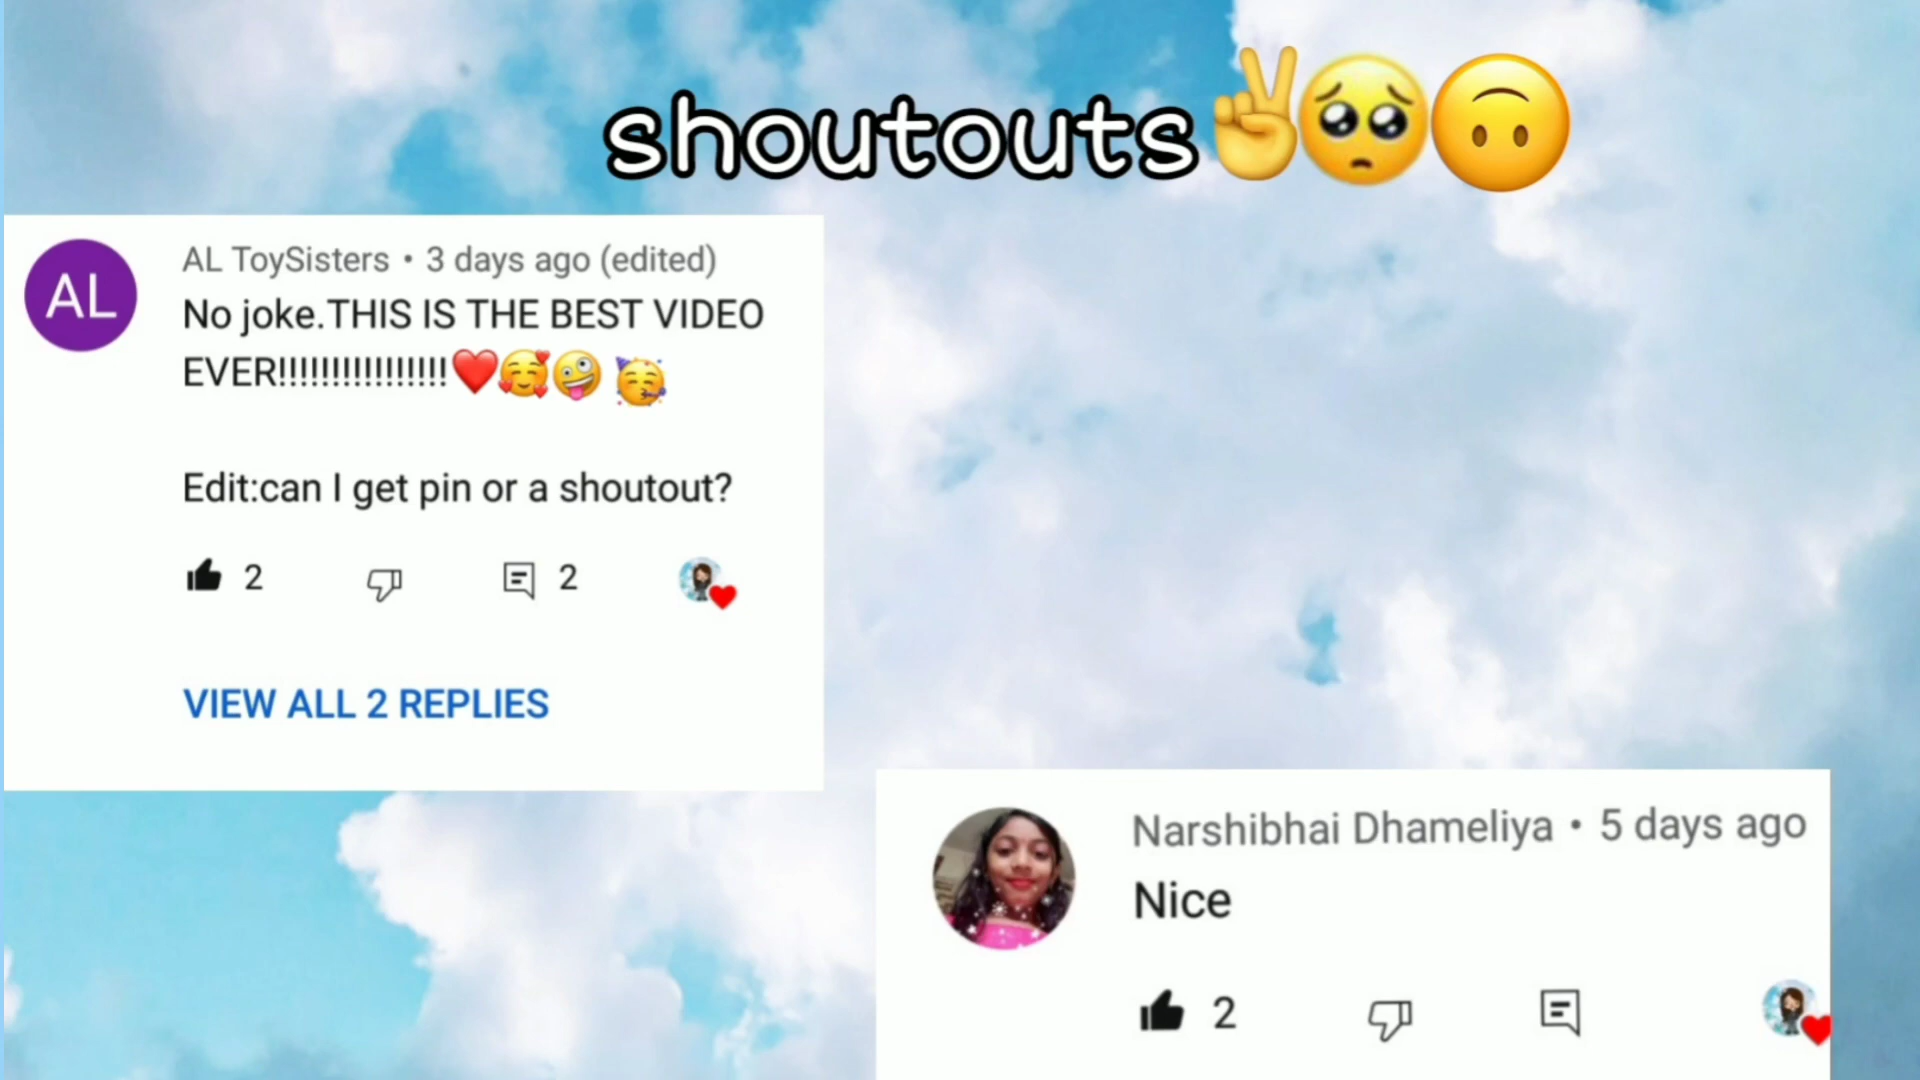 shoutouts✌️🥺🙃
AL
AL ToySisters • 3 days ago (edited)
No joke.THIS IS THE BEST VIDEO
EVER!!!!!!!!!!!!!!!!❤️🥰🤪 🥳
Edit:can I get pin or a shoutout?
2 2
VIEW ALL 2 REPLIES
Narshibhai Dhameliya • 5 days ago
Nice
2